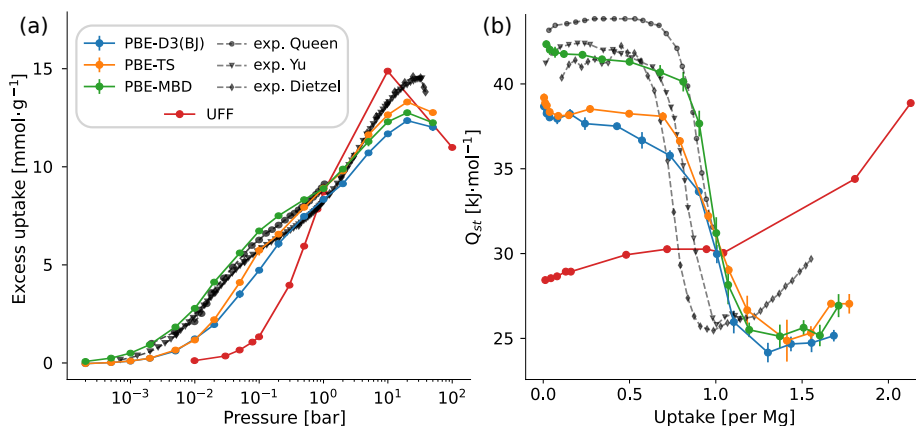 (a)
PBE-D3(BJ)
PBE-TS
PBE-MBD
exp. Queen
exp. Yu
exp. Dietzel
UFF
Excess uptake [mmol·g⁻¹]
15
10
5
0
10⁻³ 10⁻² 10⁻¹ 10⁰ 10¹ 10²
Pressure [bar]
(b)
Qst [kJ·mol⁻¹]
40
35
30
25
0.0 0.5 1.0 1.5 2.0
Uptake [per Mg]